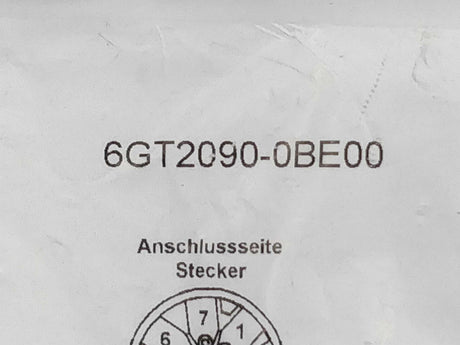 6GT2090-0BE00
Anschlussseite
Stecker
7
6 1